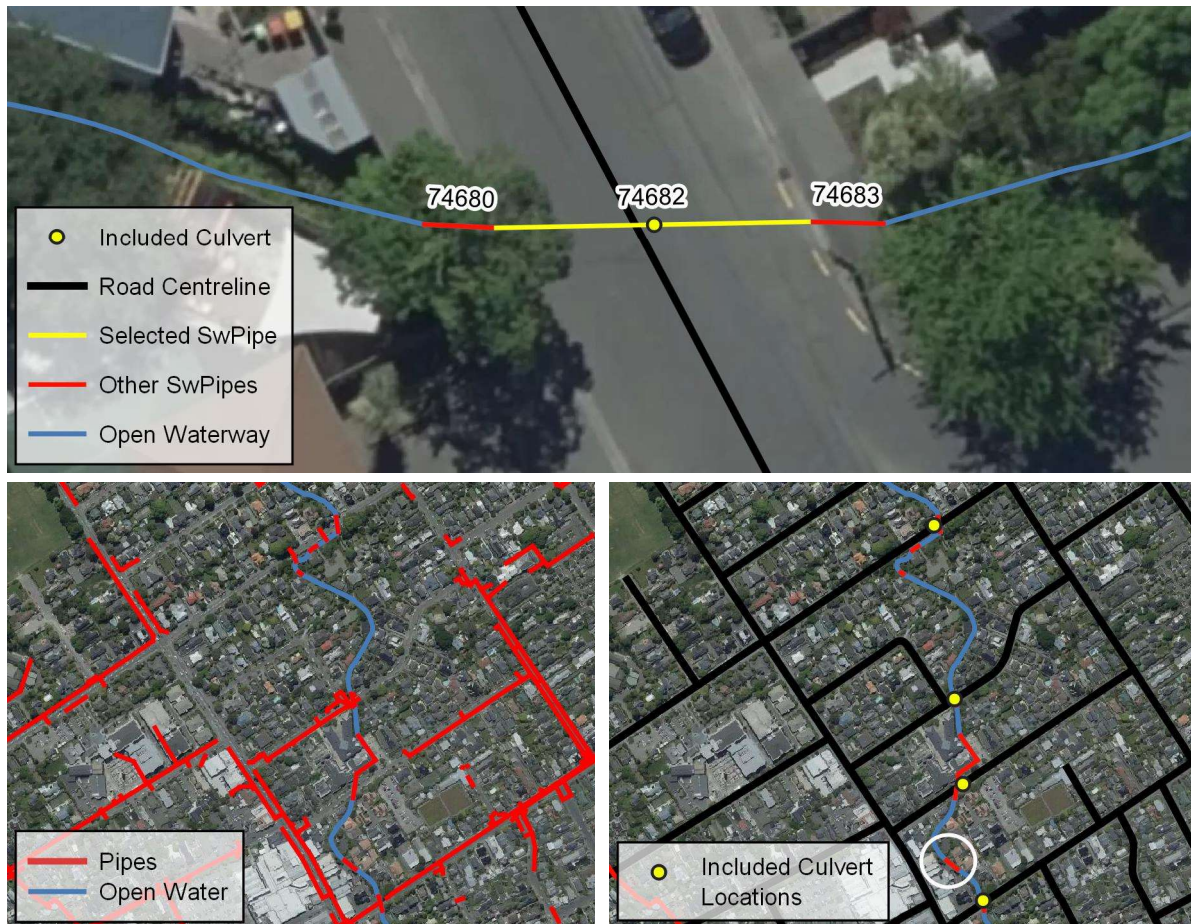 74680
74682
74683
Included Culvert
Road Centreline
Selected SwPipe
Other SwPipes
Open Waterway
Pipes
Open Water
Included Culvert
Locations